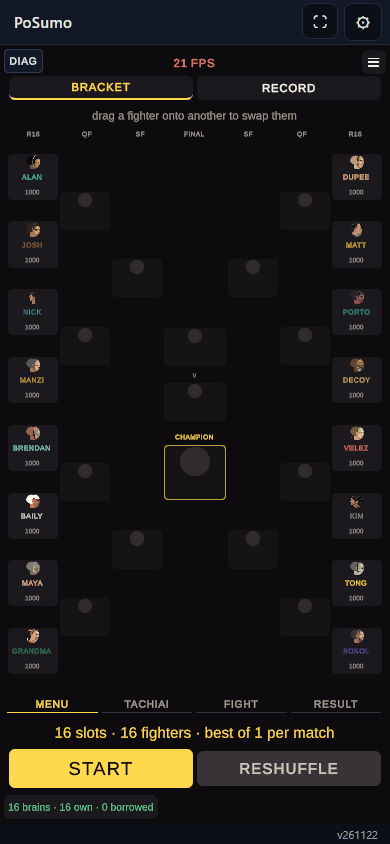 PoSumo
DIAG
21 FPS
BRACKET
RECORD
drag a fighter onto another to swap them
R16 QF SF FINAL SF QF R16
ALAN
1000
DUPEE
1000
JOSH
1000
MATT
1000
NICK
1000
PORTO
1000
MANZI
1000
v
DECOY
1000
BRENDAN
1000
CHAMPION
VELEZ
1000
BAILY
1000
KIM
1000
MAYA
1000
TONG
1000
GRANDMA
1000
SOKOL
1000
MENU TACHIAI FIGHT RESULT
16 slots · 16 fighters · best of 1 per match
START
RESHUFFLE
16 brains · 16 own · 0 borrowed
v261122